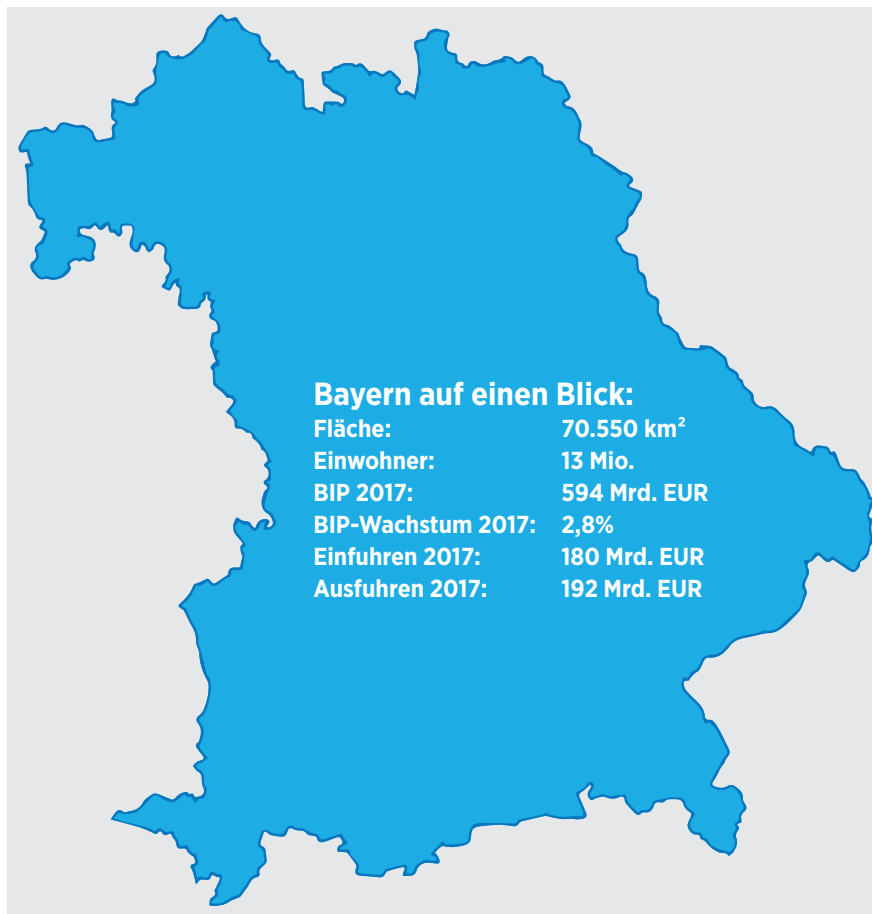 Bayern auf einen Blick:
Fläche: 70.550 km²
Einwohner: 13 Mio.
BIP 2017: 594 Mrd. EUR
BIP-Wachstum 2017: 2,8%
Einfuhren 2017: 180 Mrd. EUR
Ausfuhren 2017: 192 Mrd. EUR